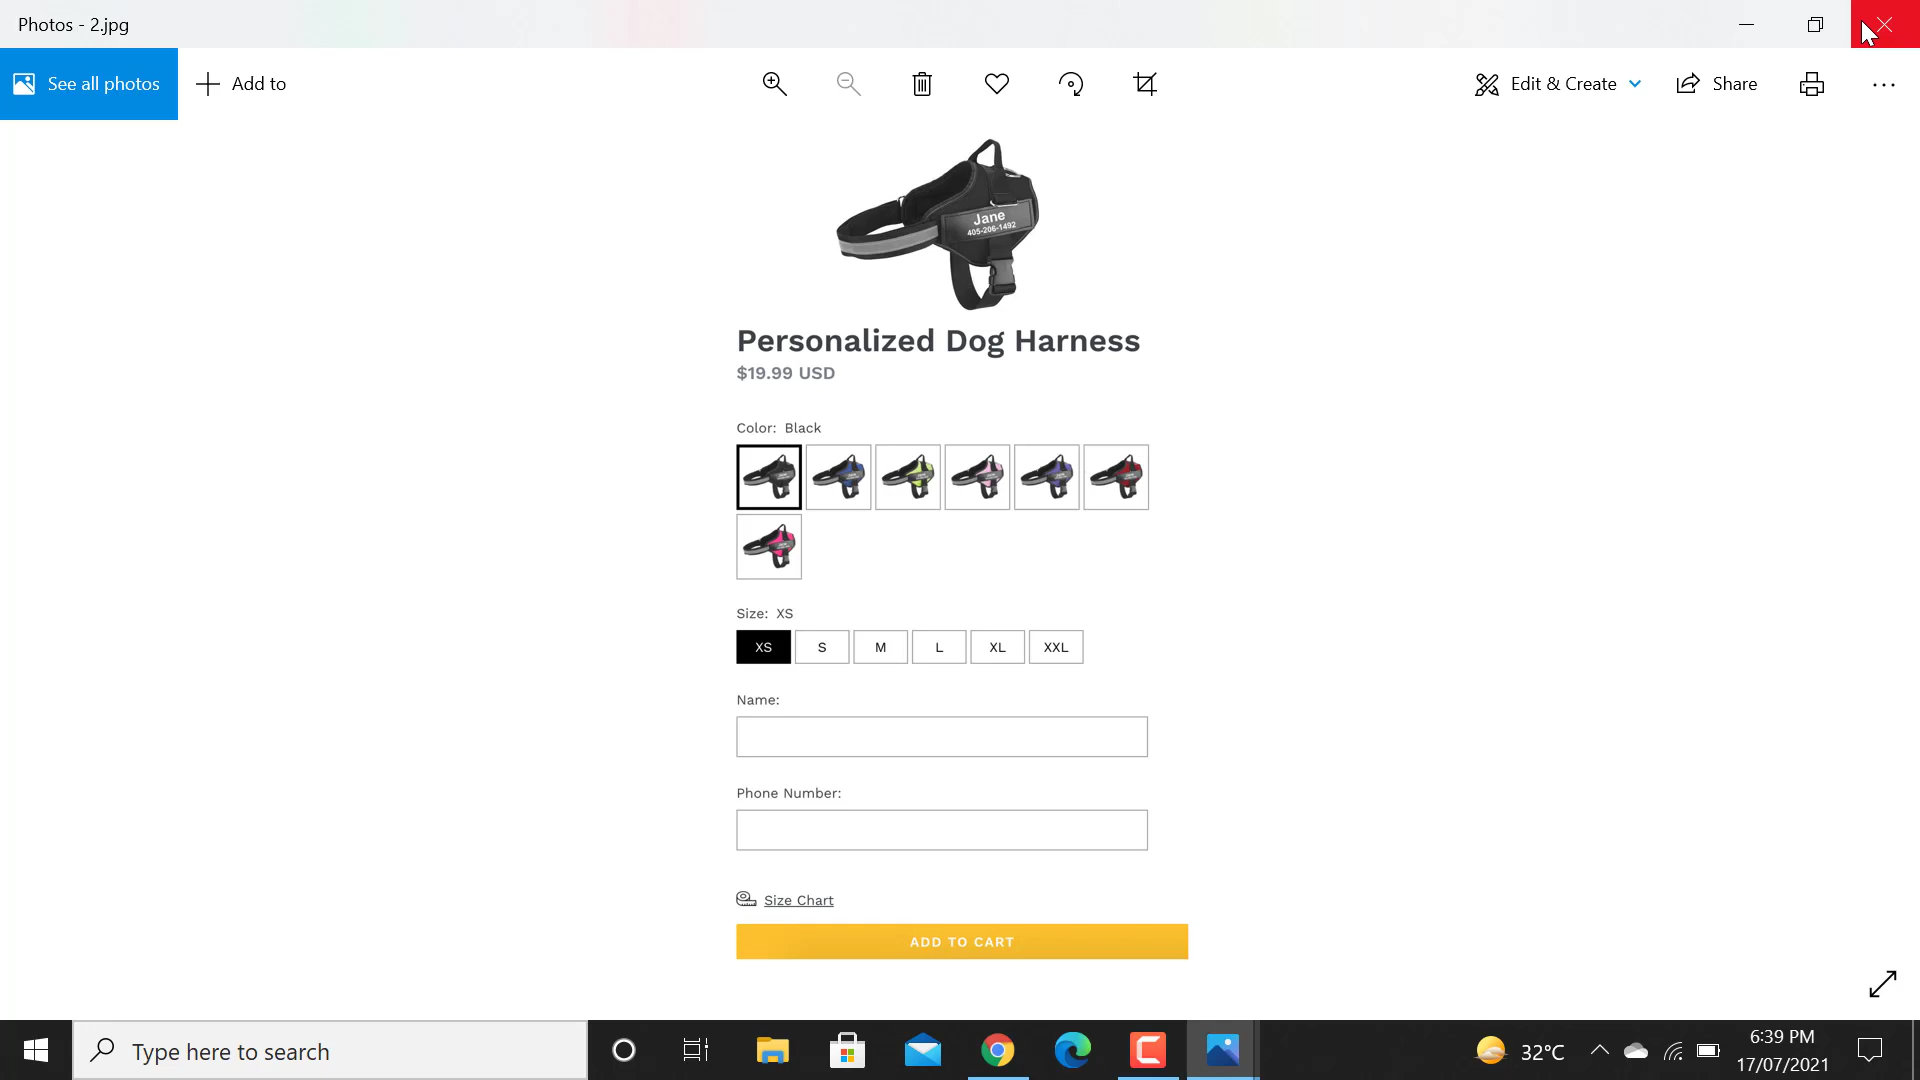 Photos - 2.jpg
See all photos
Add to
Edit & Create
Share
Jane
405-206-1492
Personalized Dog Harness
$19.99 USD
Color: Black
Size: XS
XS S M L XL XXL
Name:
Phone Number:
Size Chart
ADD TO CART
Type here to search
32°C
6:39 PM
17/07/2021